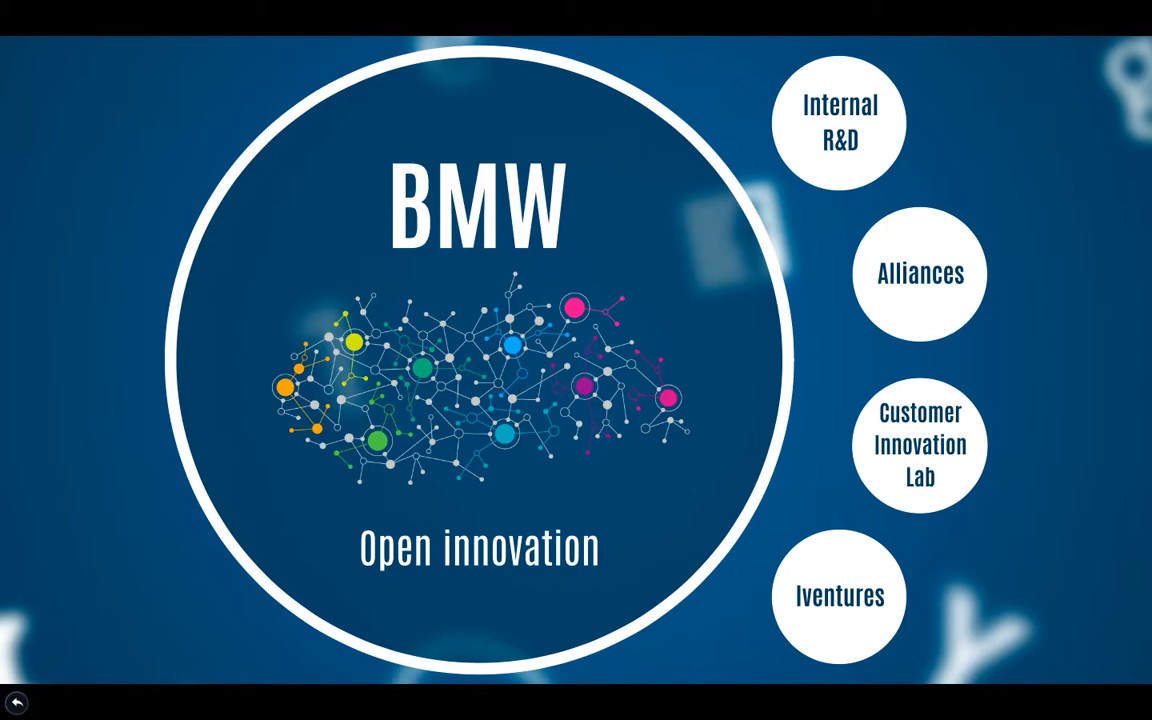 BMW
Open innovation
Internal
R&D
Alliances
Customer
Innovation
Lab
Iventures